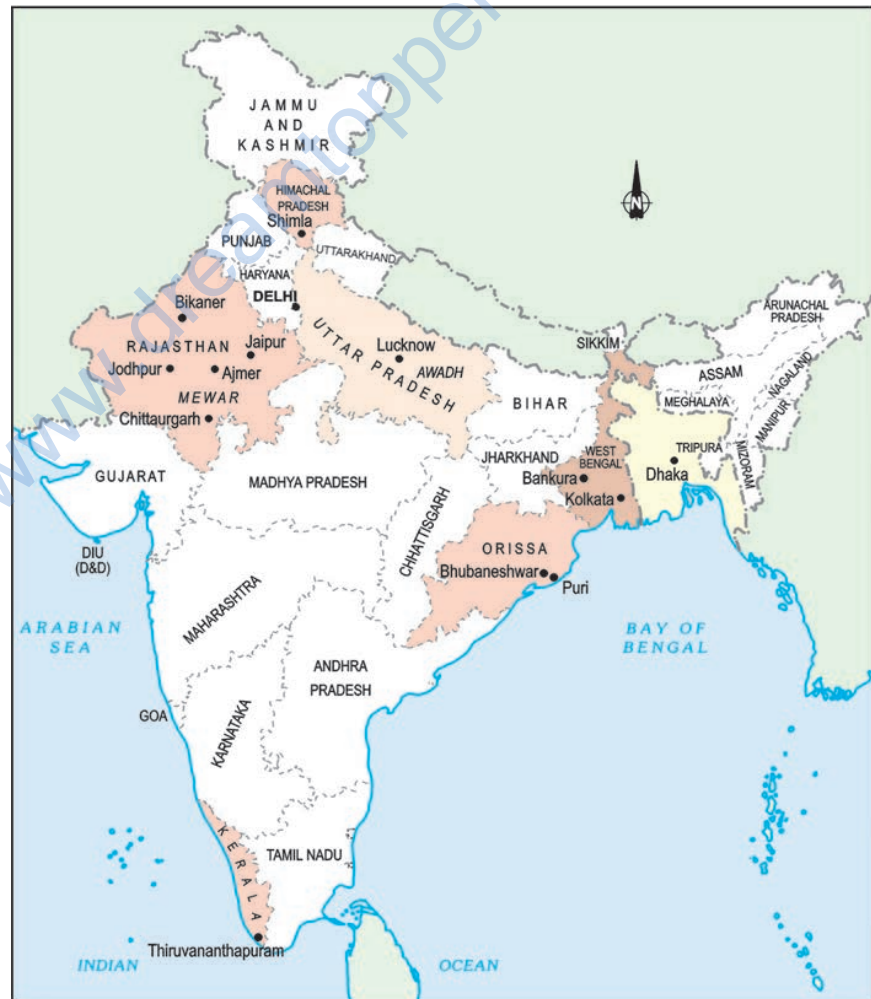 www.dreamtopper
JAMMU
AND
KASHMIR
HIMACHAL
PRADESH
Shimla
N
PUNJAB
UTTARAKHAND
HARYANA
DELHI
Bikaner
ARUNACHAL
PRADESH
RAJASTHAN
Jaipur
UTTAR PRADESH
Lucknow
SIKKIM
Jodhpur
Ajmer
AWADH
ASSAM
NAGALAND
MEWAR
BIHAR
MEGHALAYA
MANIPUR
Chittaurgarh
JHARKHAND
WEST
BENGAL
TRIPURA
MIZORAM
GUJARAT
MADHYA PRADESH
Bankura
Dhaka
Kolkata
CHHATTISGARH
DIU
(D&D)
ORISSA
Bhubaneshwar
Puri
MAHARASHTRA
ARABIAN
SEA
BAY OF
BENGAL
ANDHRA
PRADESH
GOA
KARNATAKA
KERALA
TAMIL NADU
Thiruvananthapuram
INDIAN
OCEAN